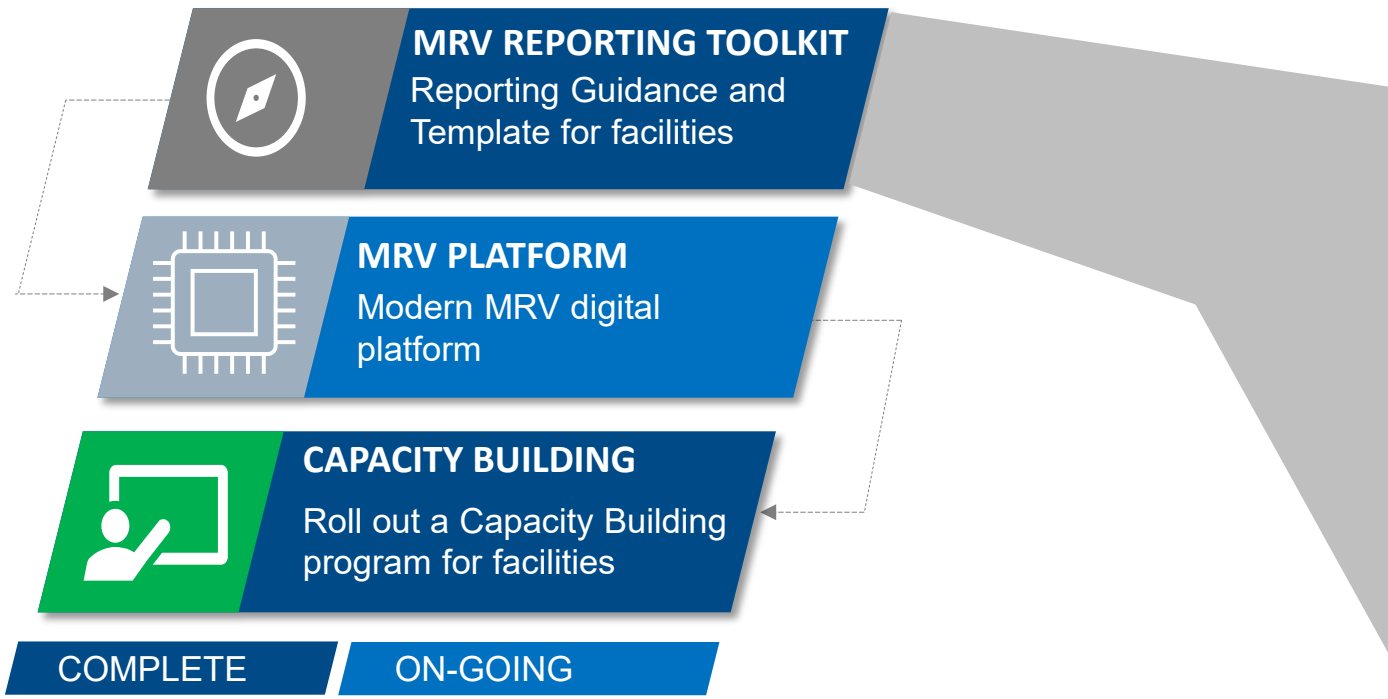 MRV REPORTING TOOLKIT
Reporting Guidance and
Template for facilities
MRV PLATFORM
Modern MRV digital
platform
CAPACITY BUILDING
Roll out a Capacity Building
program for facilities
COMPLETE
ON-GOING